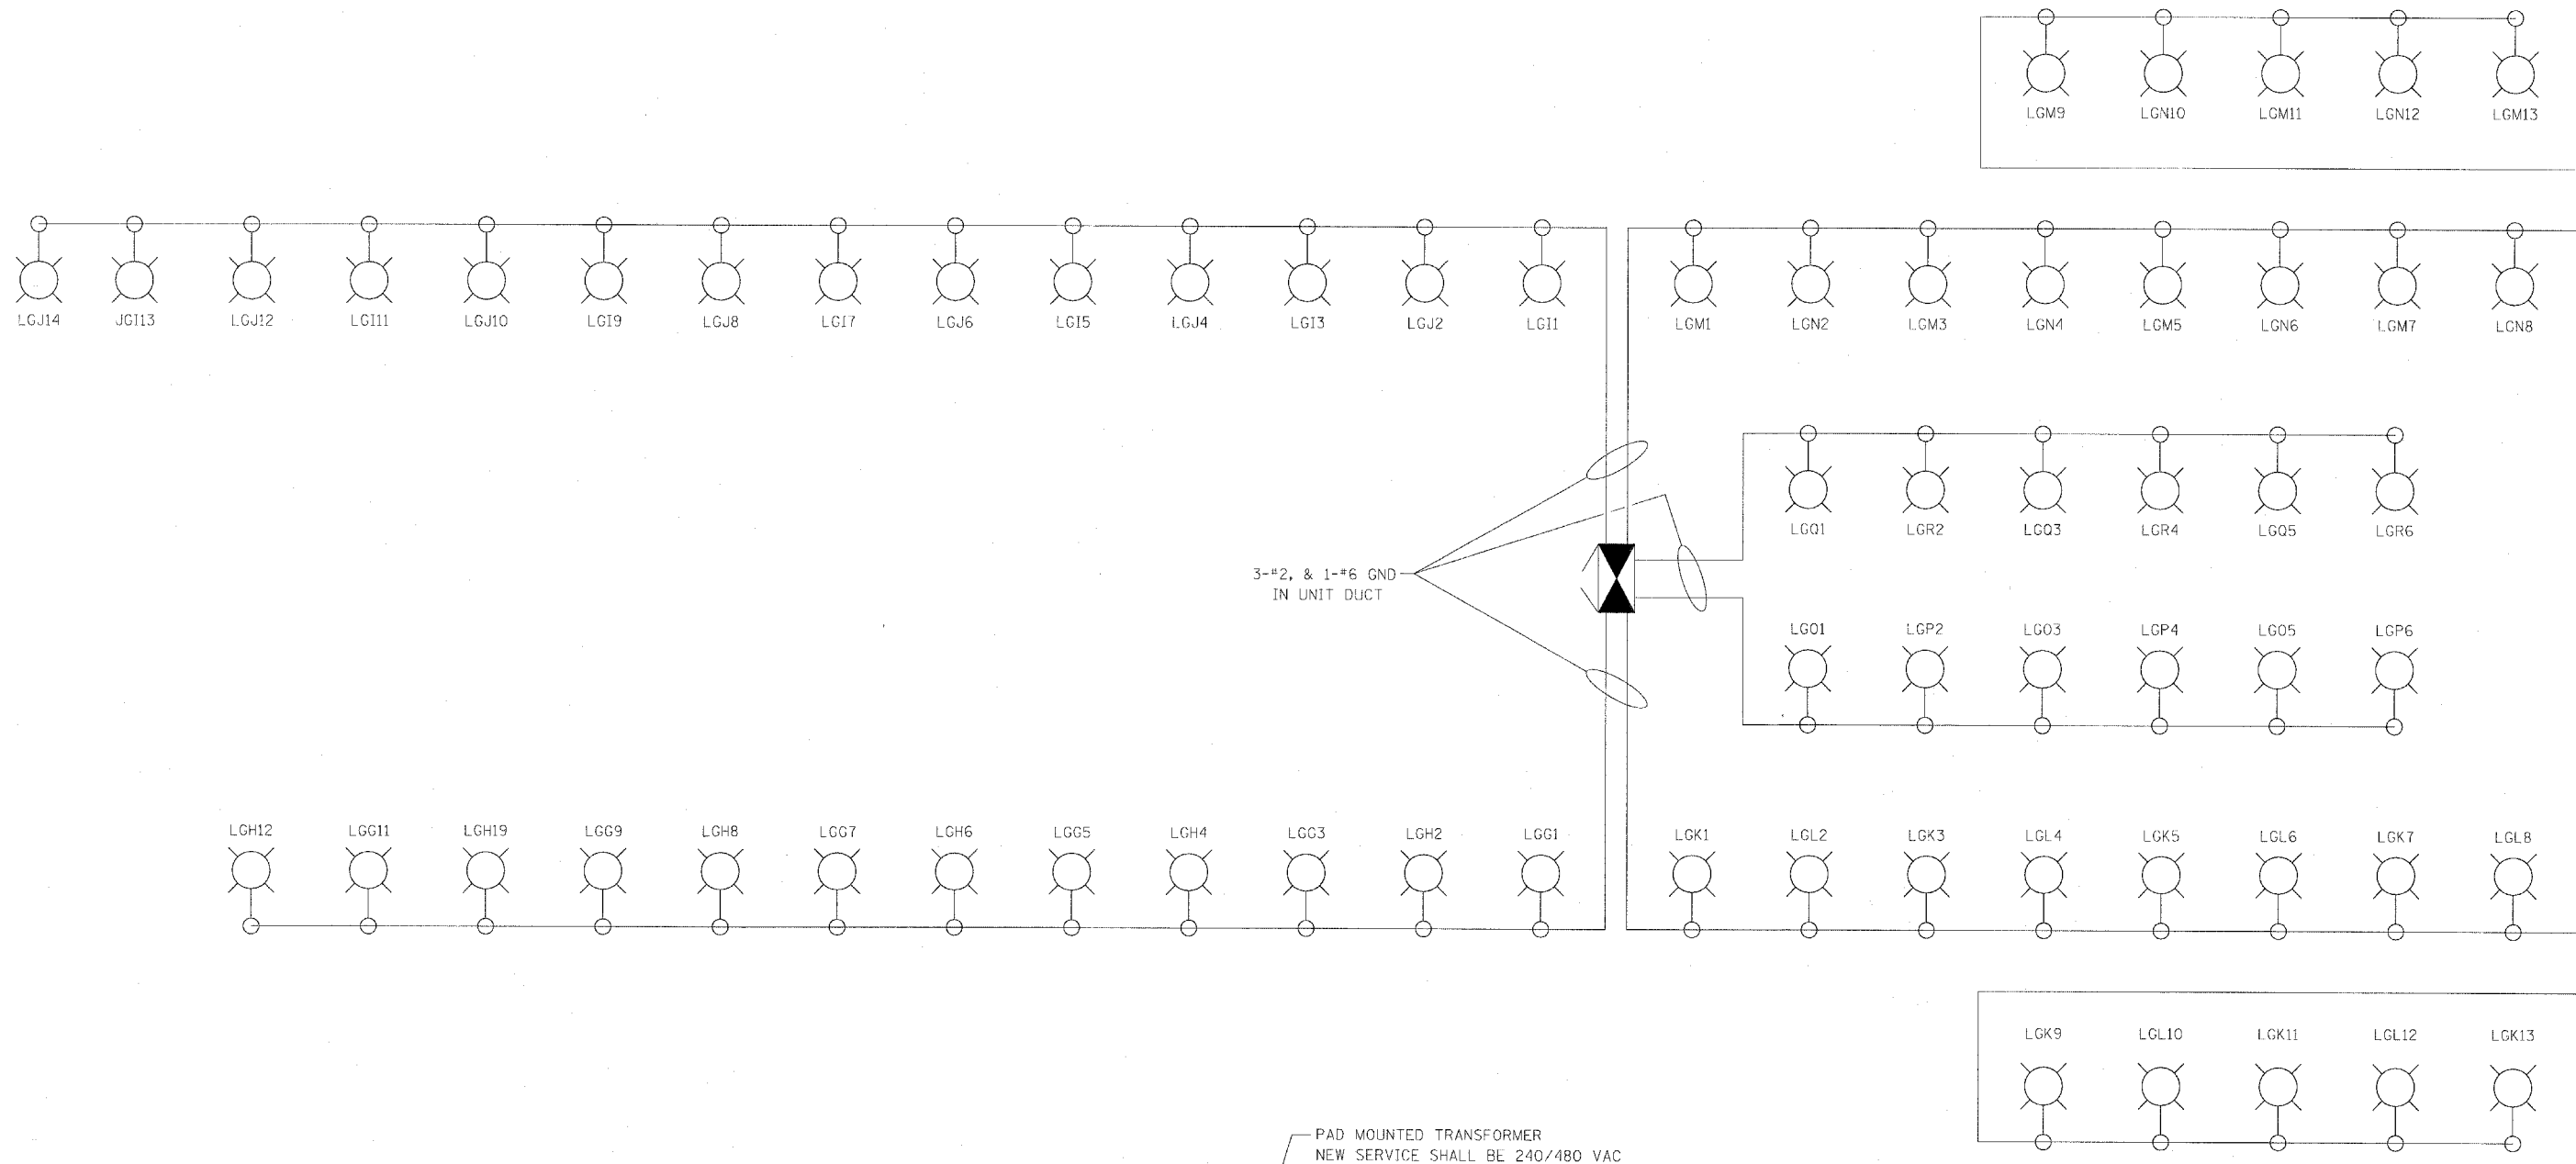 LGM9 LGN10 LGM11 LGN12 LGM13
LGJ14 JGI13 LGJ12 LGI11 LGJ10 LGI9 LGJ8 LGI7 LGJ6 LGI5 LGJ4 LGI3 LGJ2 LGI1 LGM1 LGN2 LGM3 LGN4 LGM5 LGN6 LGM7 LGN8
LGQ1 LGR2 LGQ3 LGR4 LGQ5 LGR6
3-#2, & 1-#6 GND
IN UNIT DUCT
LGO1 LGP2 LGO3 LGP4 LGO5 LGP6
LGH12 LGG11 LGH19 LGG9 LGH8 LGG7 LGH6 LGG5 LGH4 LGG3 LGH2 LGG1 LGK1 LGL2 LGK3 LGL4 LGK5 LGL6 LGK7 LGL8
LGK9 LGL10 LGK11 LGL12 LGK13
PAD MOUNTED TRANSFORMER
NEW SERVICE SHALL BE 240/480 VAC